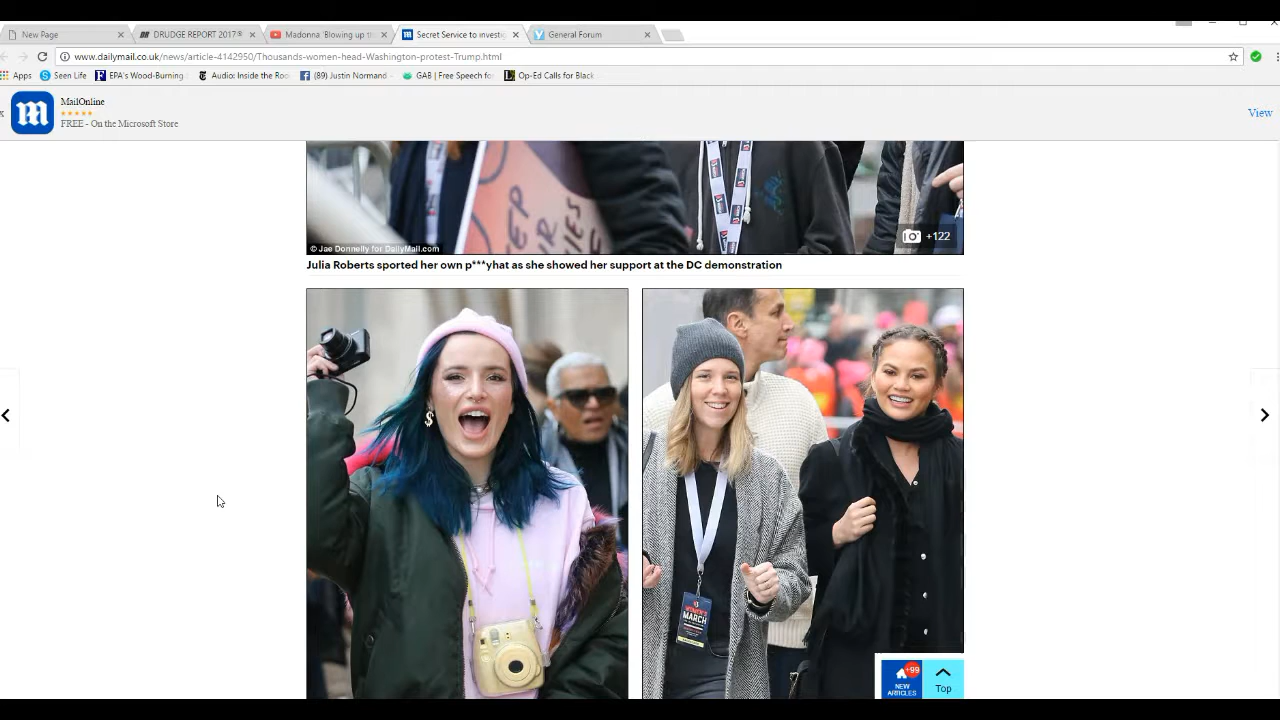 New Page
DRUDGE REPORT 2017®
Madonna 'Blowing up th
Secret Service to investig
General Forum
www.dailymail.co.uk/news/article-4142950/Thousands-women-head-Washington-protest-Trump.html
Apps
Seen Life
EPA's Wood-Burning
Audio: Inside the Roo
(89) Justin Normand -
GAB | Free Speech fo
Op-Ed Calls for Black
x
MailOnline
FREE - On the Microsoft Store
View
© Jae Donnelly for DailyMail.com
+122
Julia Roberts sported her own p***yhat as she showed her support at the DC demonstration
WOMEN'S
MARCH
+99
NEW
ARTICLES
Top